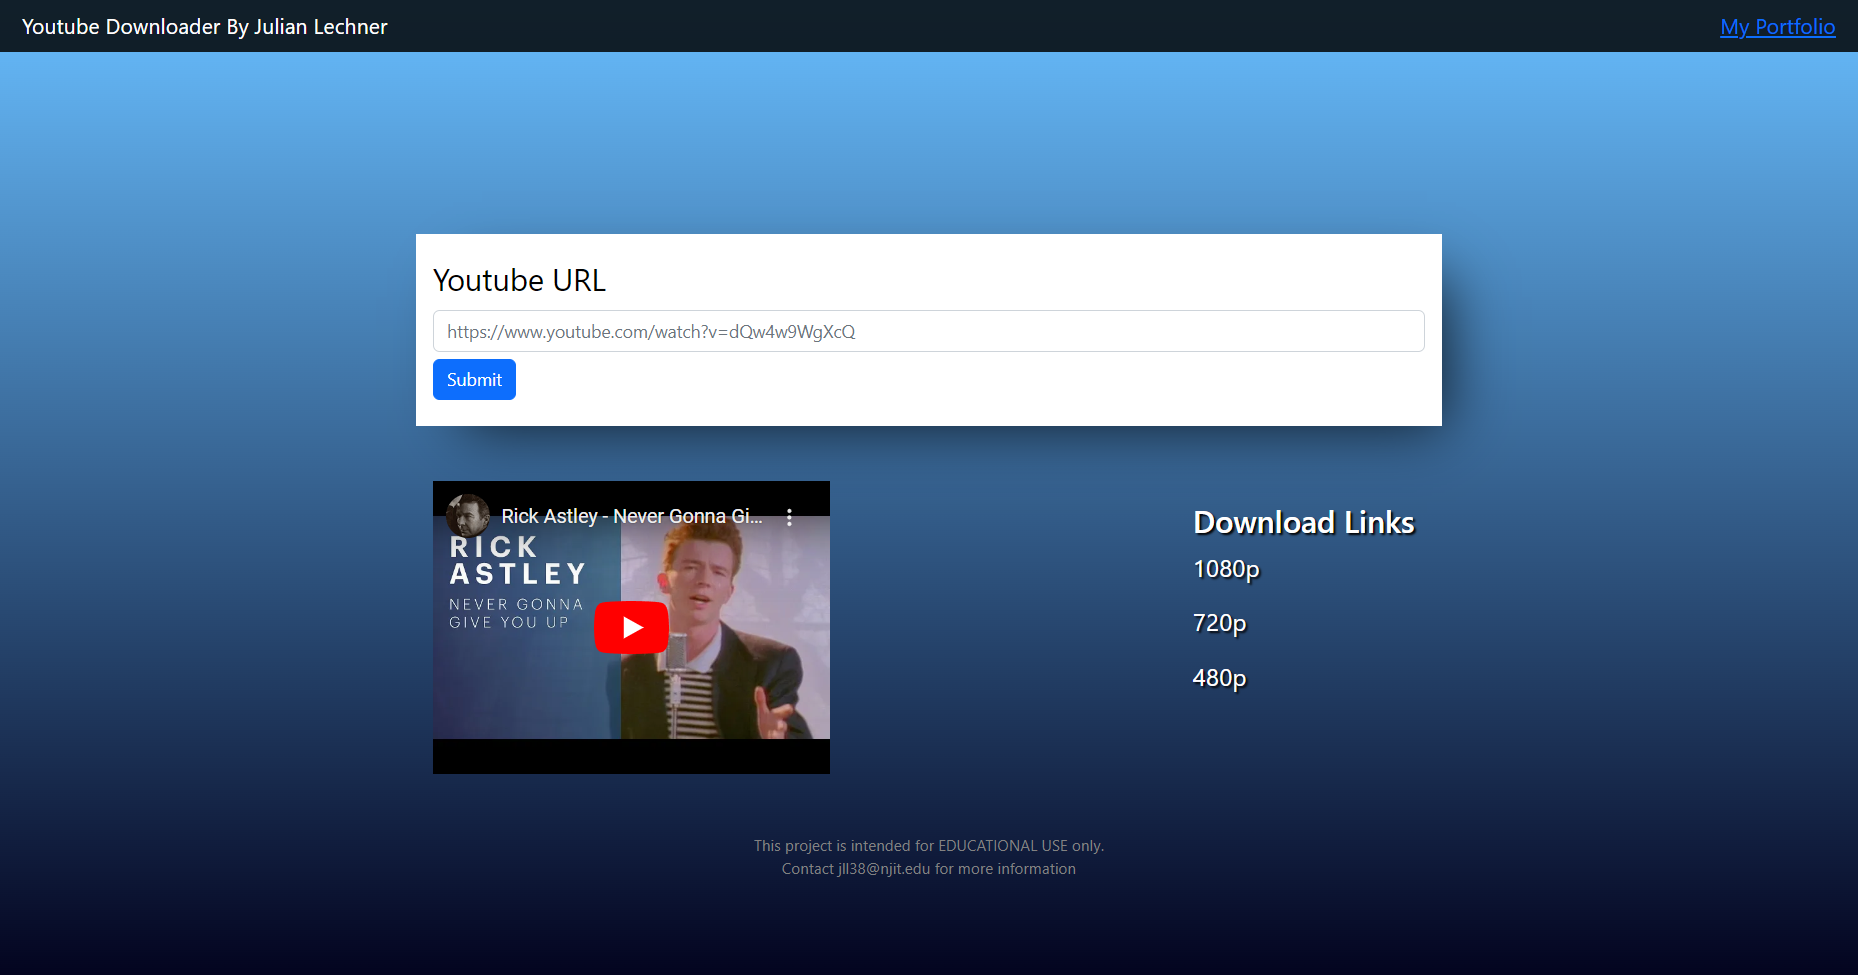 Youtube Downloader By Julian Lechner
My Portfolio
Youtube URL
https://www.youtube.com/watch?v=dQw4w9WgXcQ
Submit
Rick Astley - Never Gonna Gi...
RICK
ASTLEY
NEVER GONNA
GIVE YOU UP
Download Links
1080p
720p
480p
This project is intended for EDUCATIONAL USE only.
Contact jll38@njit.edu for more information